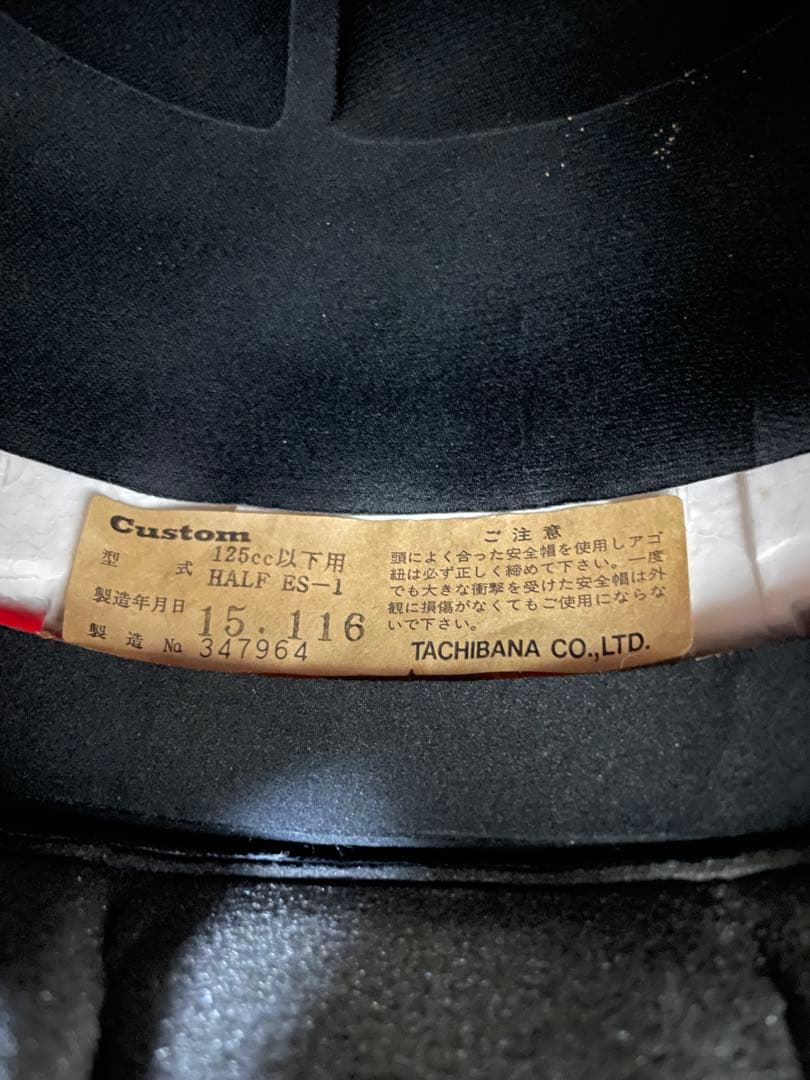 Custom
型 式 125cc以下用
HALF ES-1
製造年月日 15.116
製造 № 347964
ご注意
頭によく合った安全帽を使用しアゴ
紐は必ず正しく締めて下さい。一度
でも大きな衝撃を受けた安全帽は外
観に損傷がなくてもご使用にならな
いで下さい。
TACHIBANA CO.,LTD.